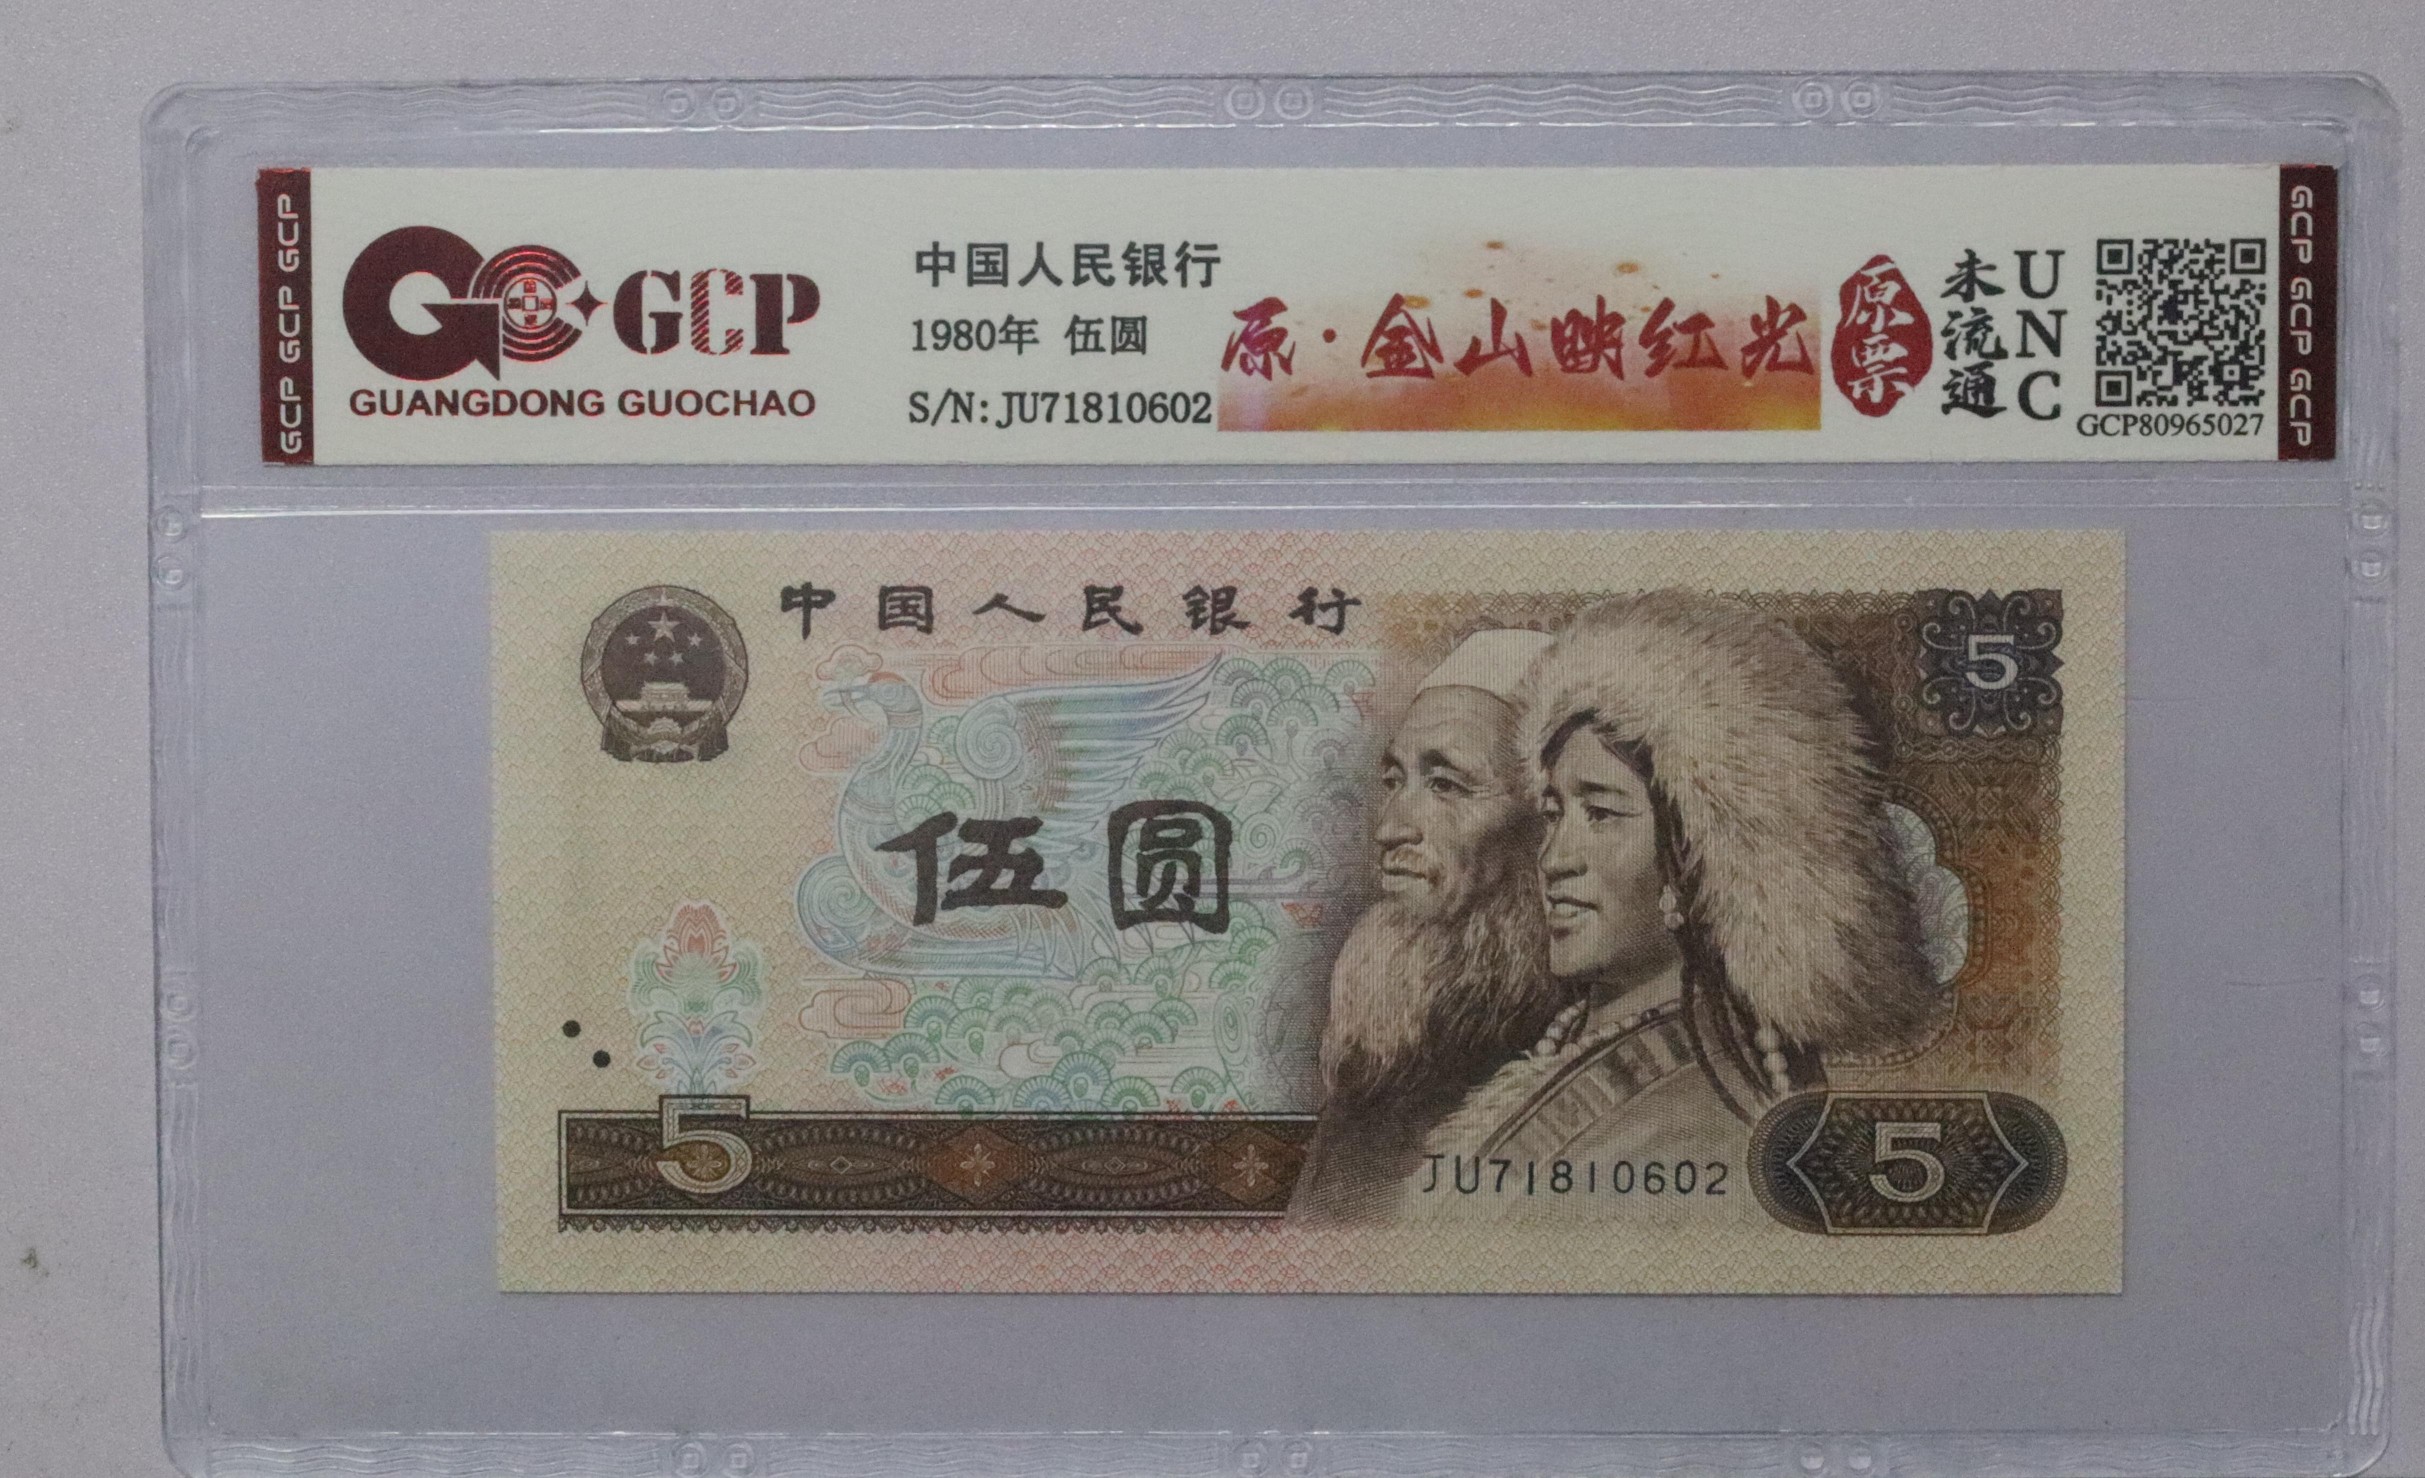 GCP GCP GCP
GCP
GUANGDONG GUOCHAO
中国人民银行
1980年 伍圆
S/N: JU71810602
原·金山映红光
原票
未流通
UNC
GCP80965027
GCP GCP GCP
中国人民银行
5
伍圆
5
JU71810602
5